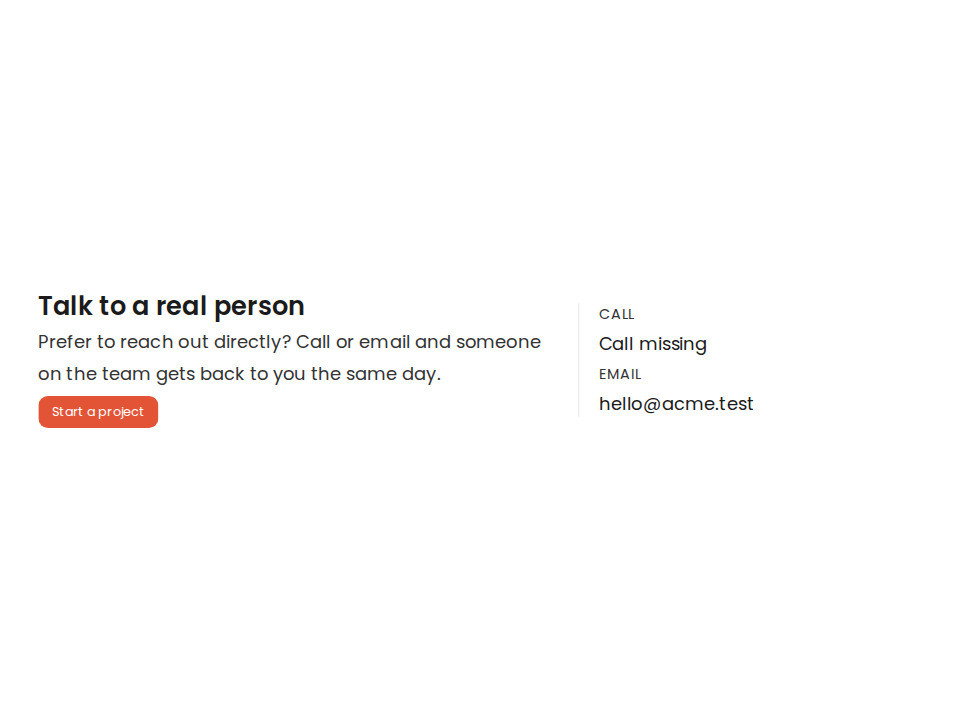 Talk to a real person
Prefer to reach out directly? Call or email and someone
on the team gets back to you the same day.
Start a project
CALL
Call missing
EMAIL
hello@acme.test